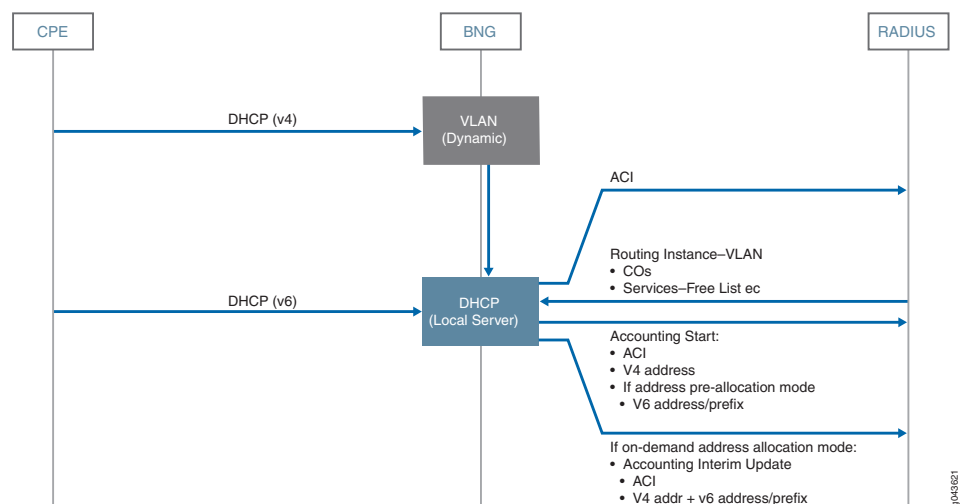 CPE
BNG
RADIUS
DHCP (v4)
VLAN
(Dynamic)
ACI
Routing Instance–VLAN
• COs
• Services–Free List ec
DHCP (v6)
DHCP
(Local Server)
Accounting Start:
• ACI
• V4 address
• If address pre-allocation mode
• V6 address/prefix
If on-demand address allocation mode:
• Accounting Interim Update
• ACI
• V4 addr + v6 address/prefix
g043621